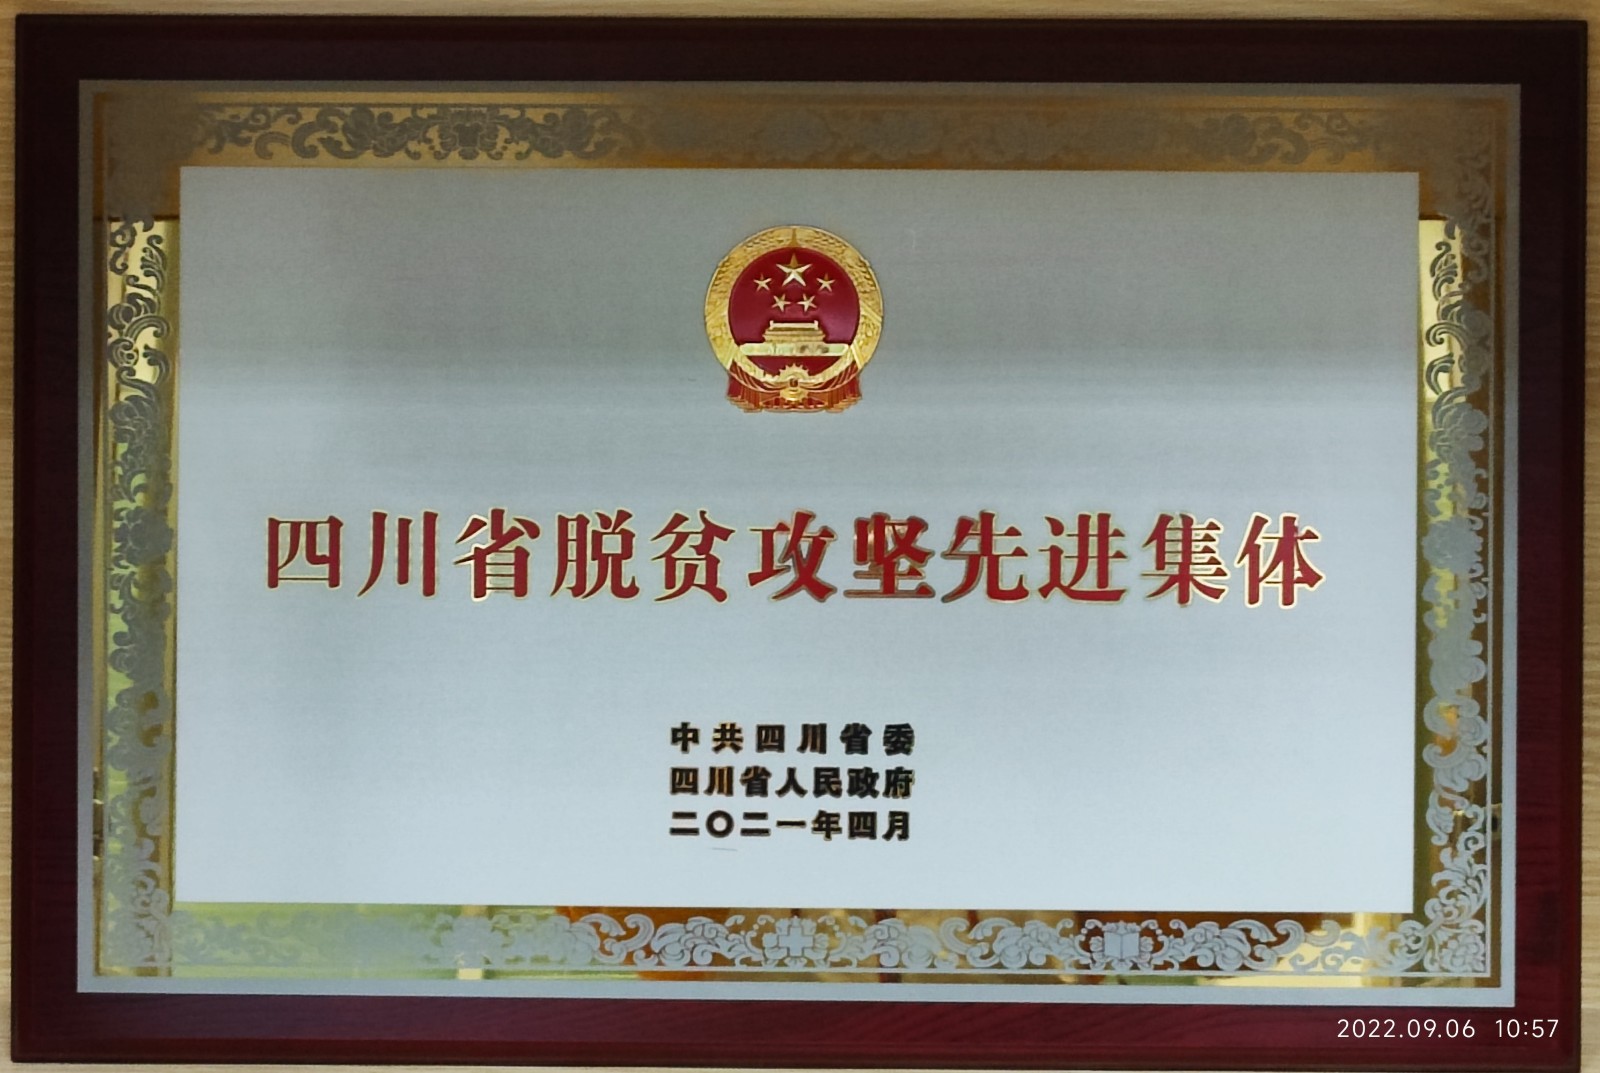 四川省脱贫攻坚先进集体
中共四川省委
四川省人民政府
二〇二一年四月
2022.09.06 10:57